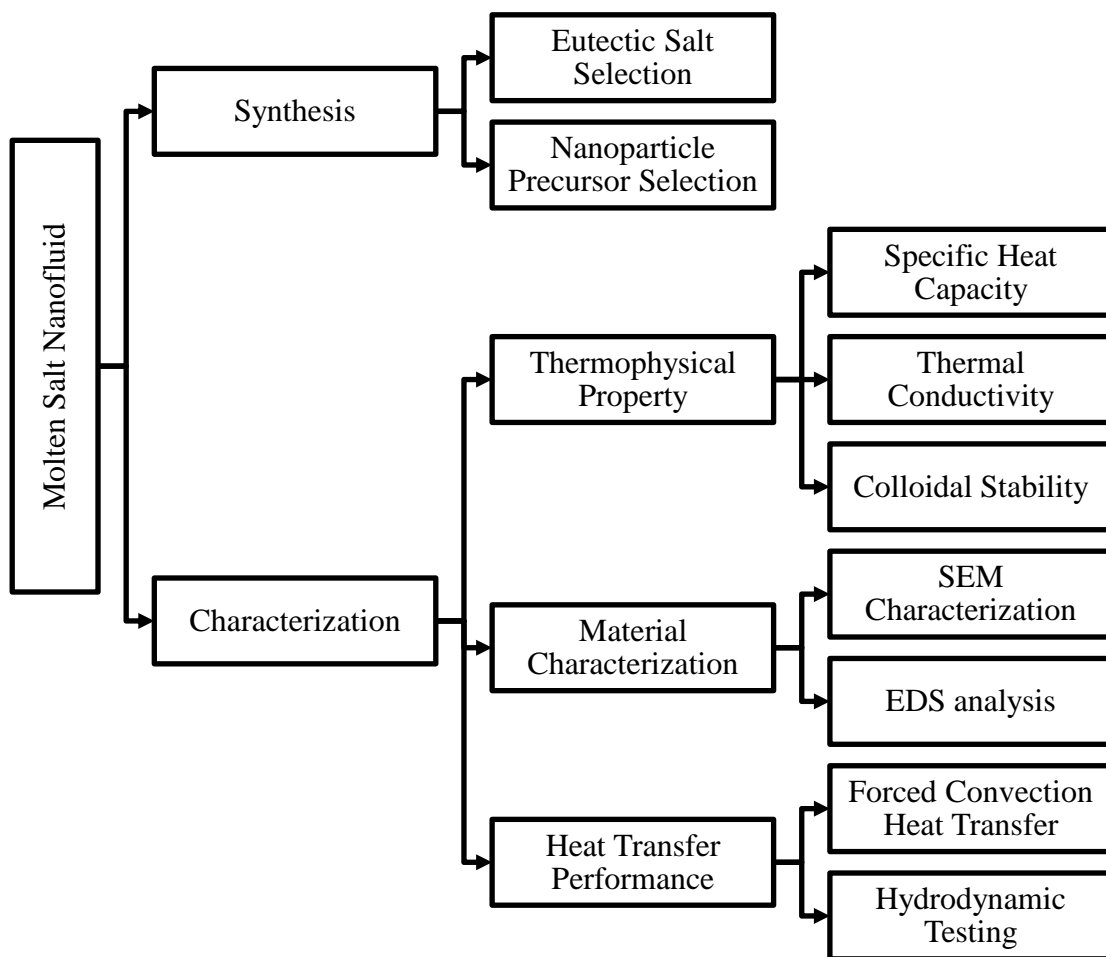 Molten Salt Nanofluid
Synthesis
Eutectic Salt
Selection
Nanoparticle
Precursor Selection
Characterization
Thermophysical
Property
Specific Heat
Capacity
Thermal
Conductivity
Colloidal Stability
Material
Characterization
SEM
Characterization
EDS analysis
Heat Transfer
Performance
Forced Convection
Heat Transfer
Hydrodynamic
Testing